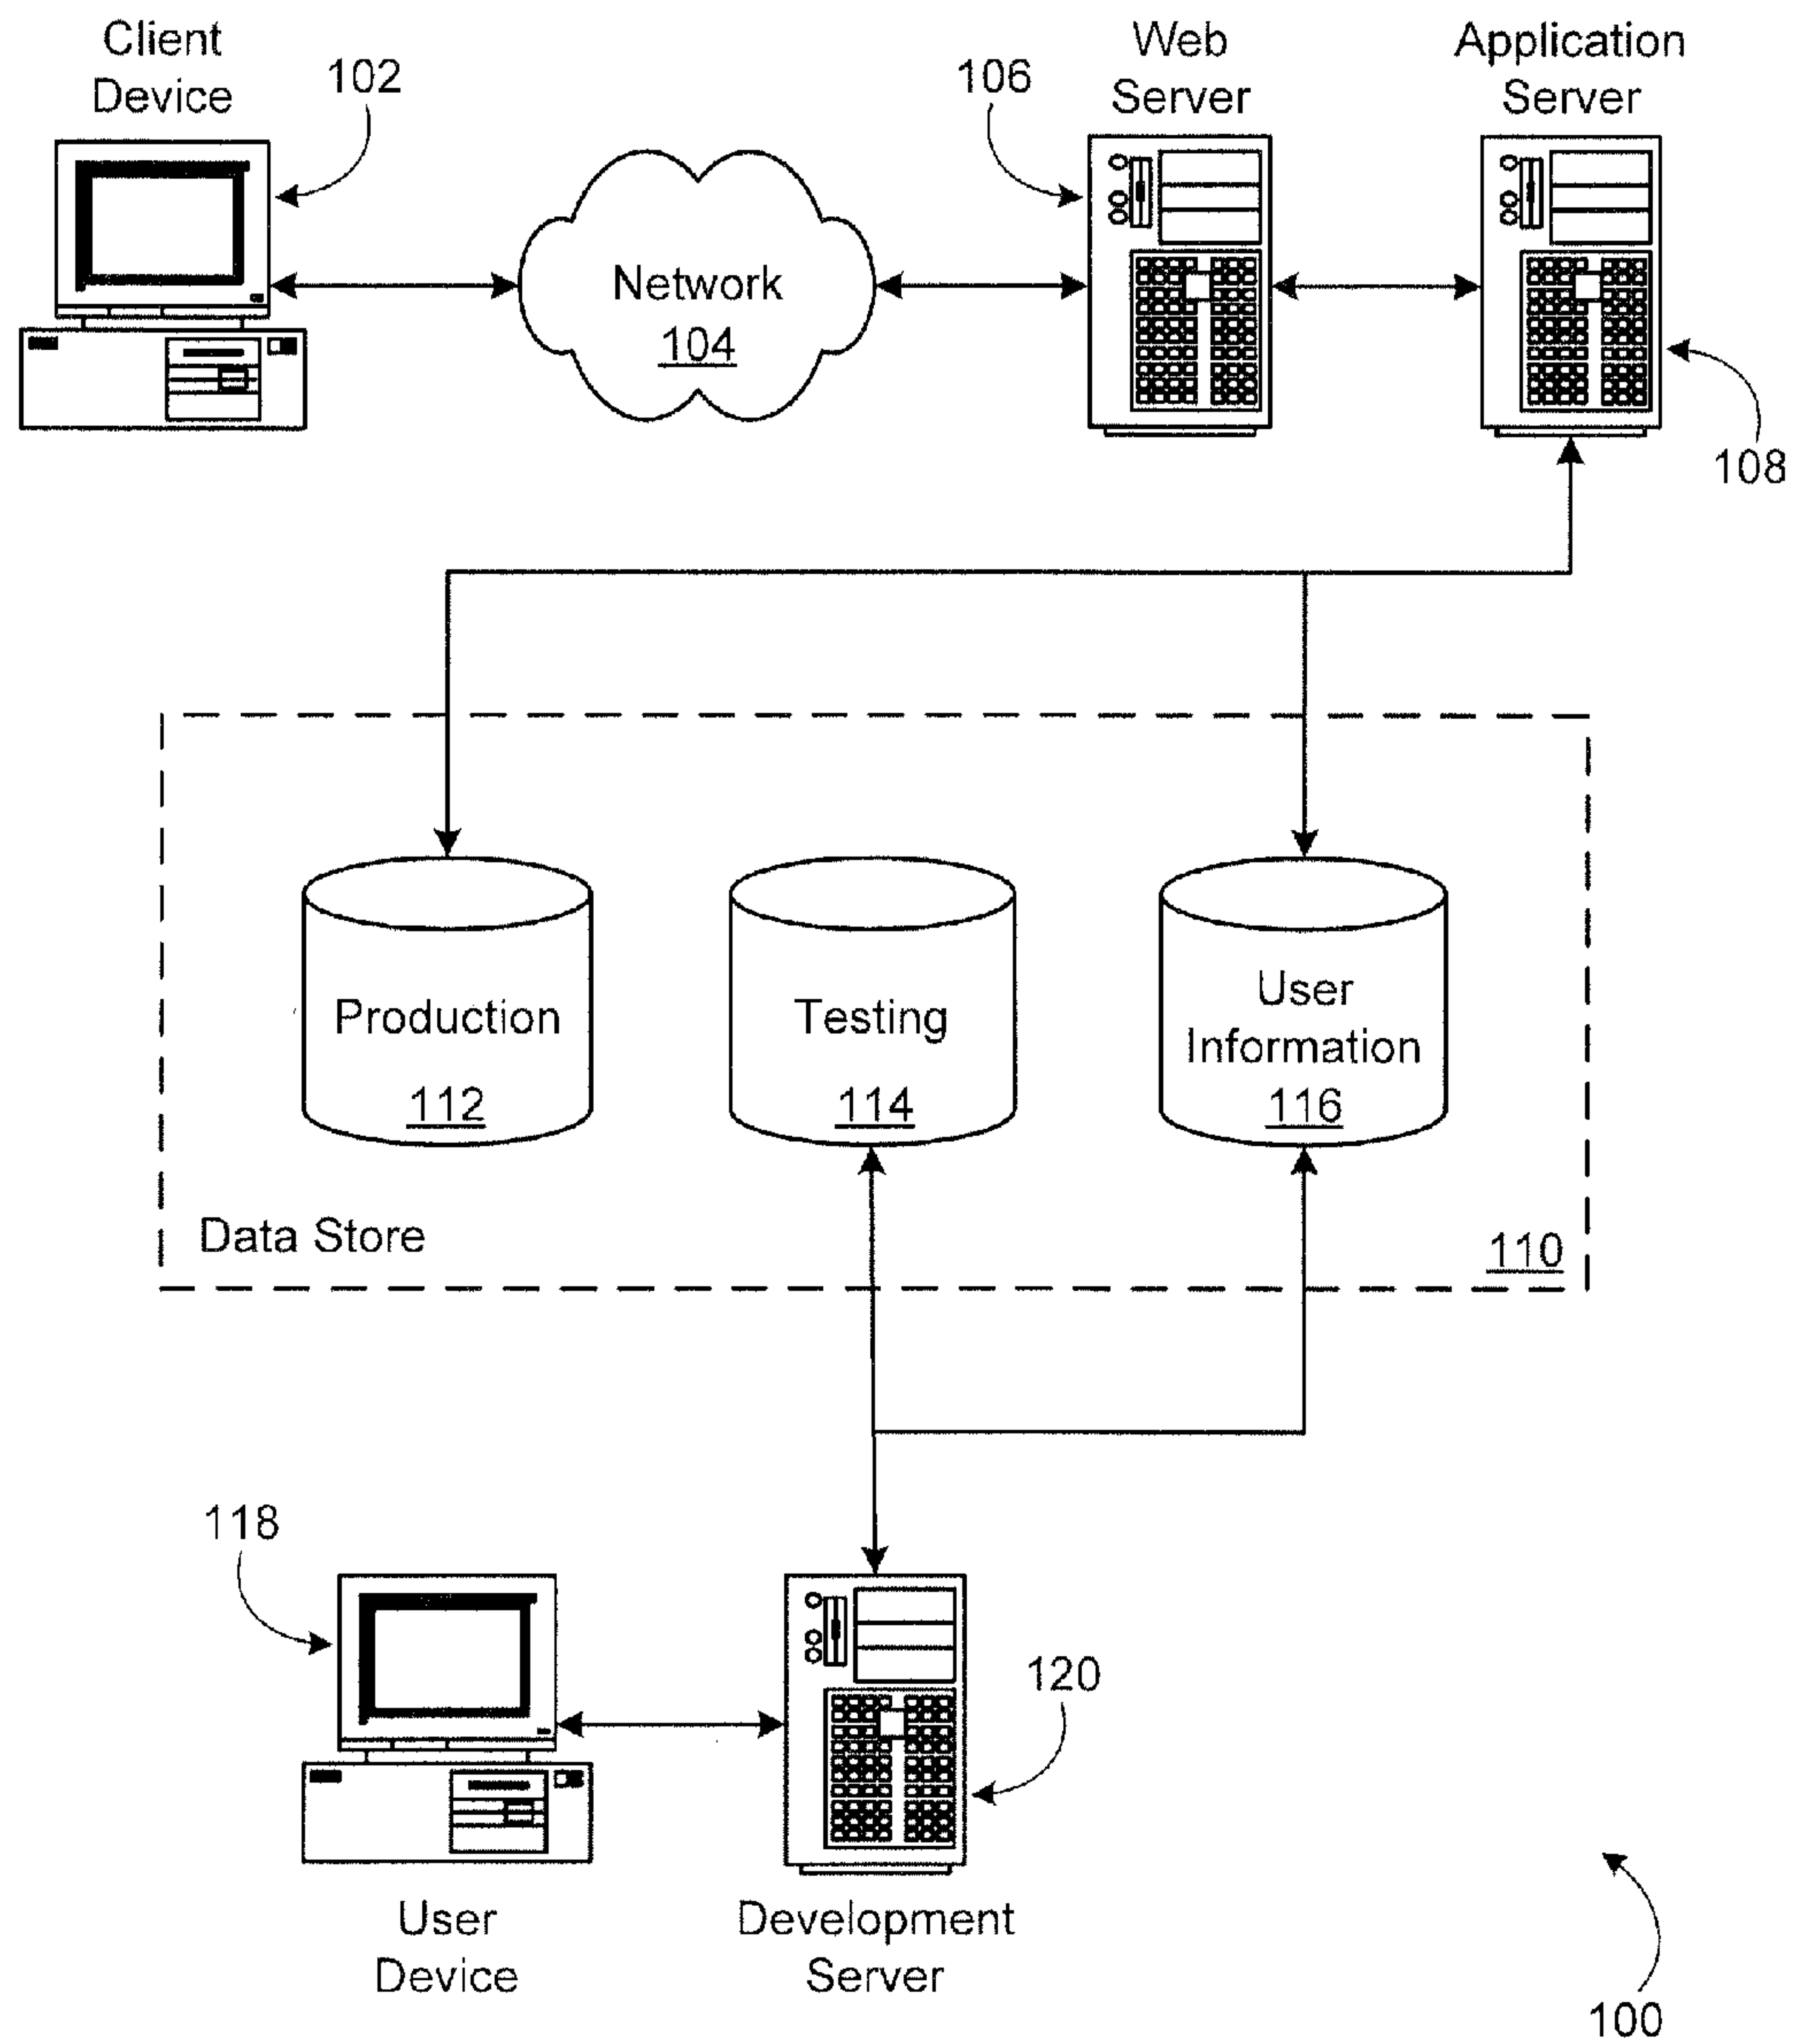 Client
Device
102
Network
104
106
Web
Server
Application
Server
108
Production
112
Testing
114
User
Information
116
Data Store
110
118
User
Device
120
Development
Server
100